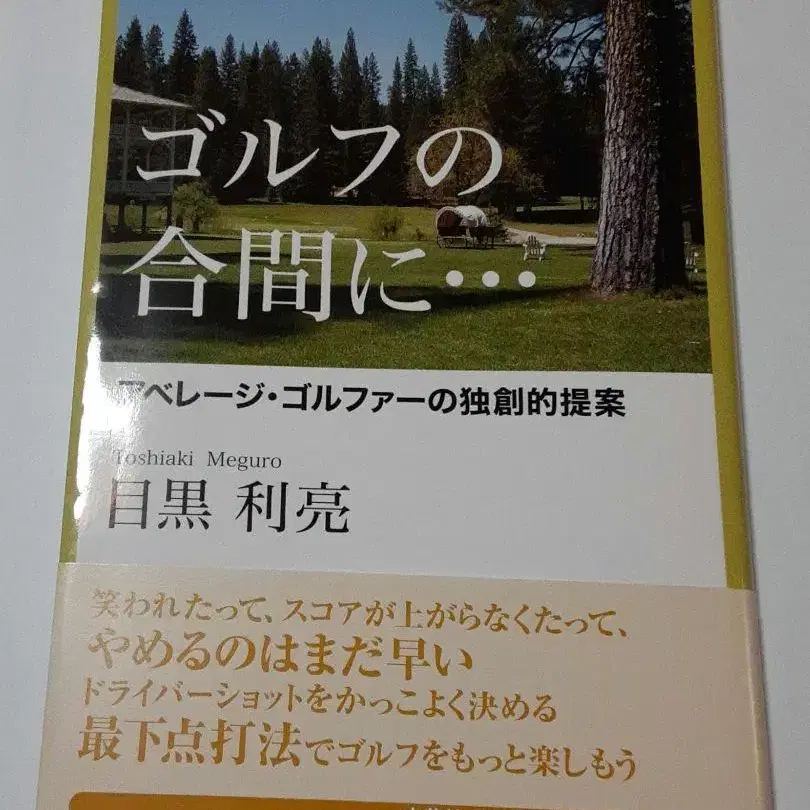 ゴルフの
合間に…
アベレージ・ゴルファーの独創的提案
Toshiaki Meguro
目黒 利亮
笑われたって、スコアが上がらなくたって、
やめるのはまだ早い
ドライバーショットをかっこよく決める
最下点打法でゴルフをもっと楽しもう